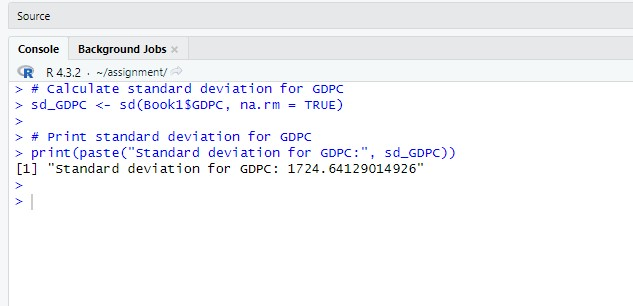 Source
Console Background Jobs ×
R R 4.3.2 · ~/assignment/
> # Calculate standard deviation for GDPC
> sd_GDPC <- sd(Book1$GDPC, na.rm = TRUE)
>
> # Print standard deviation for GDPC
> print(paste("Standard deviation for GDPC:", sd_GDPC))
[1] "Standard deviation for GDPC: 1724.64129014926"
>
>